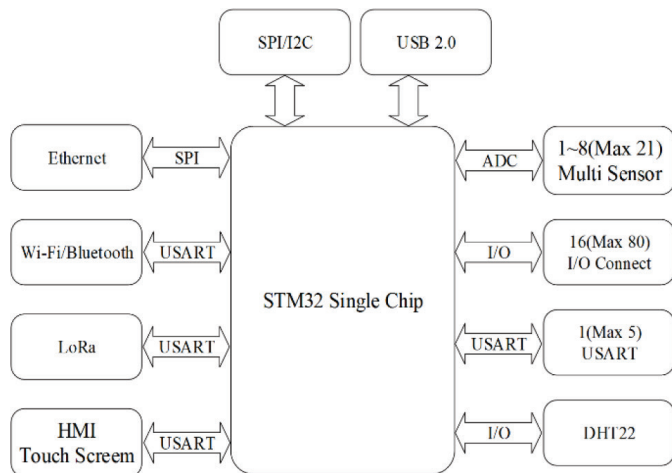 SPI/I2C
USB 2.0
Ethernet
SPI
ADC
1~8(Max 21)
Multi Sensor
Wi-Fi/Bluetooth
USART
I/O
16(Max 80)
I/O Connect
STM32 Single Chip
LoRa
USART
USART
1(Max 5)
USART
HMI
Touch Screem
USART
I/O
DHT22